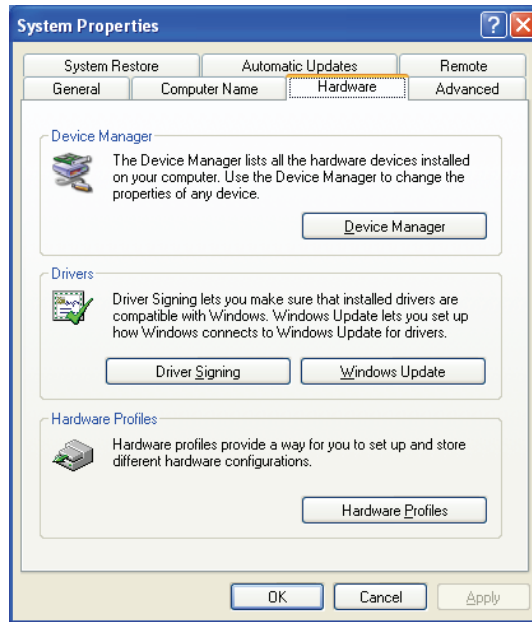 System Properties
System Restore Automatic Updates Remote
General Computer Name Hardware Advanced
Device Manager
The Device Manager lists all the hardware devices installed
on your computer. Use the Device Manager to change the
properties of any device.
Device Manager
Drivers
Driver Signing lets you make sure that installed drivers are
compatible with Windows. Windows Update lets you set up
how Windows connects to Windows Update for drivers.
Driver Signing Windows Update
Hardware Profiles
Hardware profiles provide a way for you to set up and store
different hardware configurations.
Hardware Profiles
OK Cancel Apply